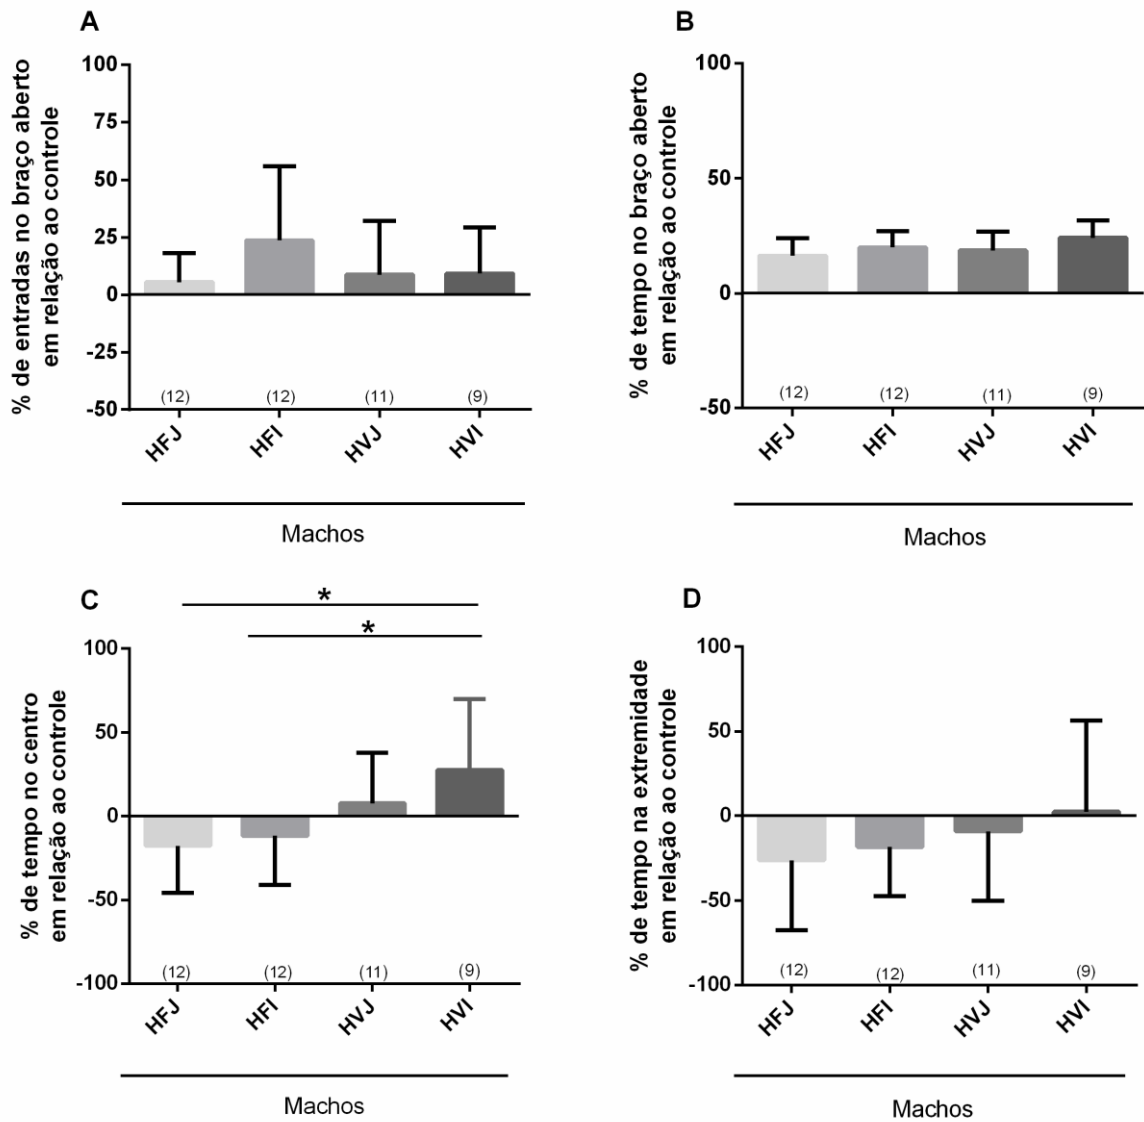 A
% de entradas no braço aberto
em relação ao controle
100
75
50
25
0
-25
-50
(12)
(12)
(11)
(9)
HFJ
HFI
HVJ
HVI
Machos
B
% de tempo no braço aberto
em relação ao controle
100
50
0
-50
(12)
(12)
(11)
(9)
HFJ
HFI
HVJ
HVI
Machos
C
*
*
% de tempo no centro
em relação ao controle
100
50
0
-50
-100
(12)
(12)
(11)
(9)
HFJ
HFI
HVJ
HVI
Machos
D
% de tempo na extremidade
em relação ao controle
100
50
0
-50
-100
(12)
(12)
(11)
(9)
HFJ
HFI
HVJ
HVI
Machos